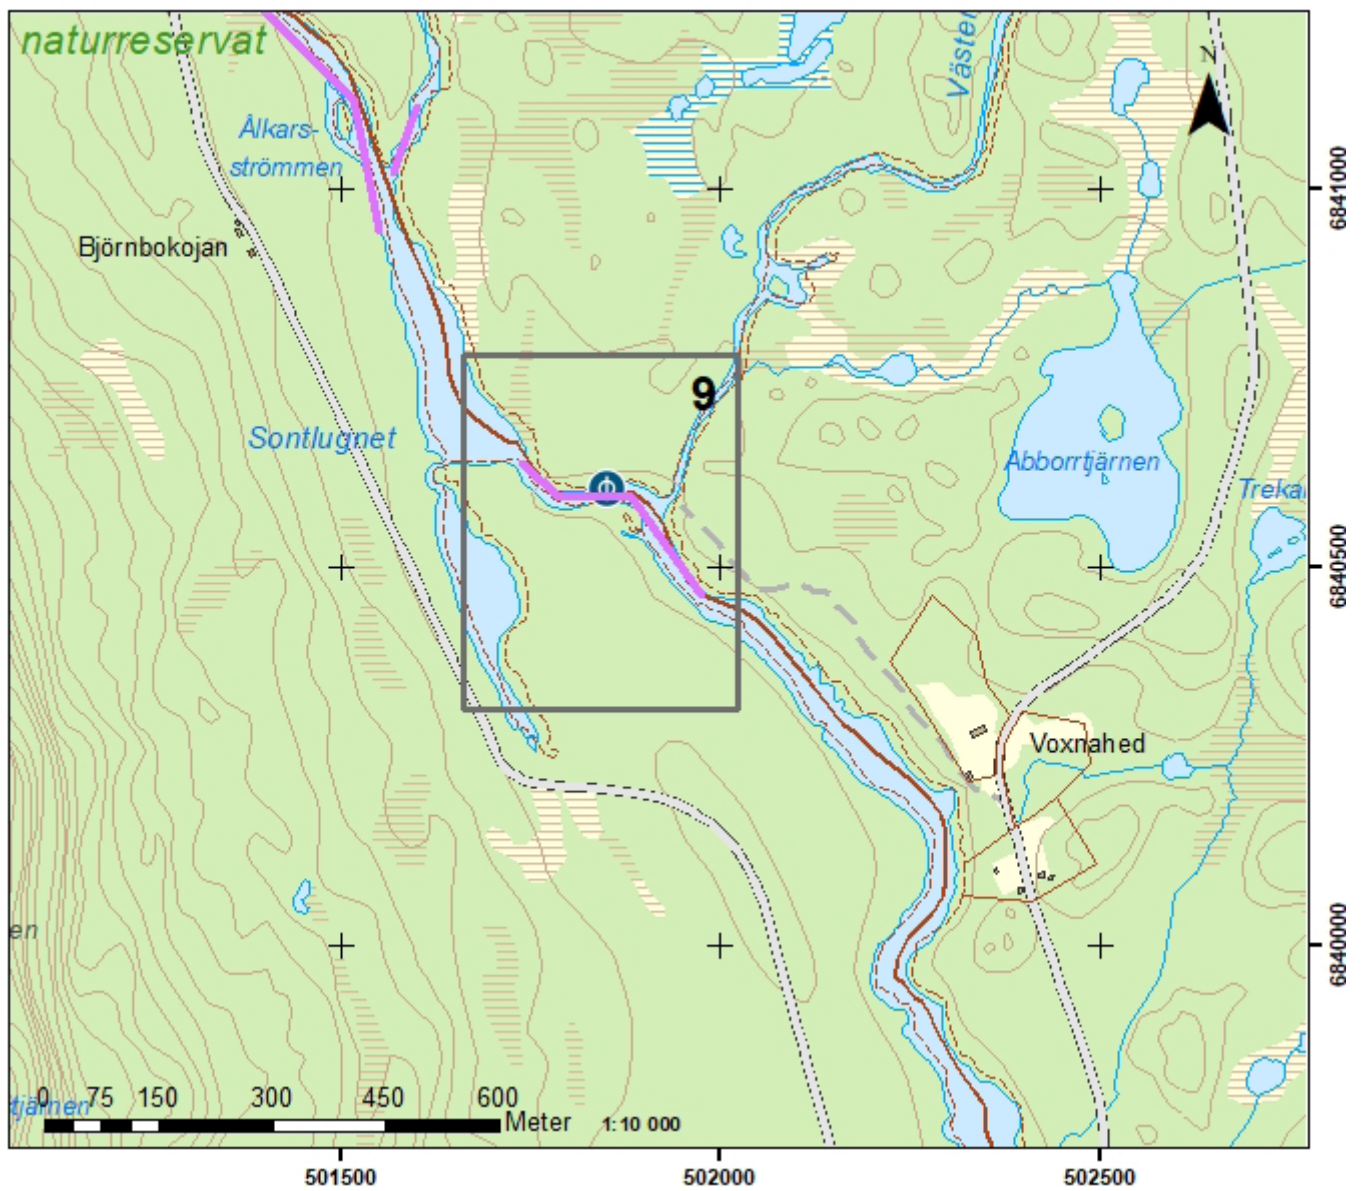 naturreservat
Väster
N
Ålkars-
strömmen
6841000
Björnbokojan
9
Sontlugnet
Abborrtjärnen
Treka
6840500
Voxnahed
en
6840000
tjärnen
0 75 150 300 450 600
Meter 1:10 000
501500 502000 502500